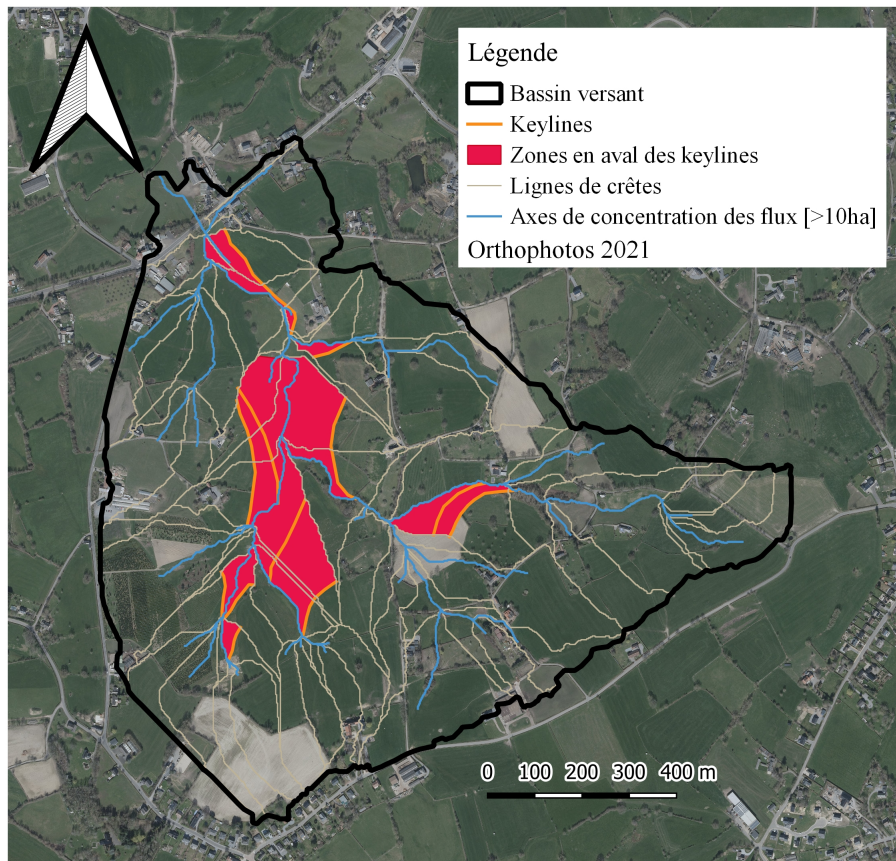 Légende
Bassin versant
Keylines
Zones en aval des keylines
Lignes de crêtes
Axes de concentration des flux [>10ha]
Orthophotos 2021
0 100 200 300 400 m